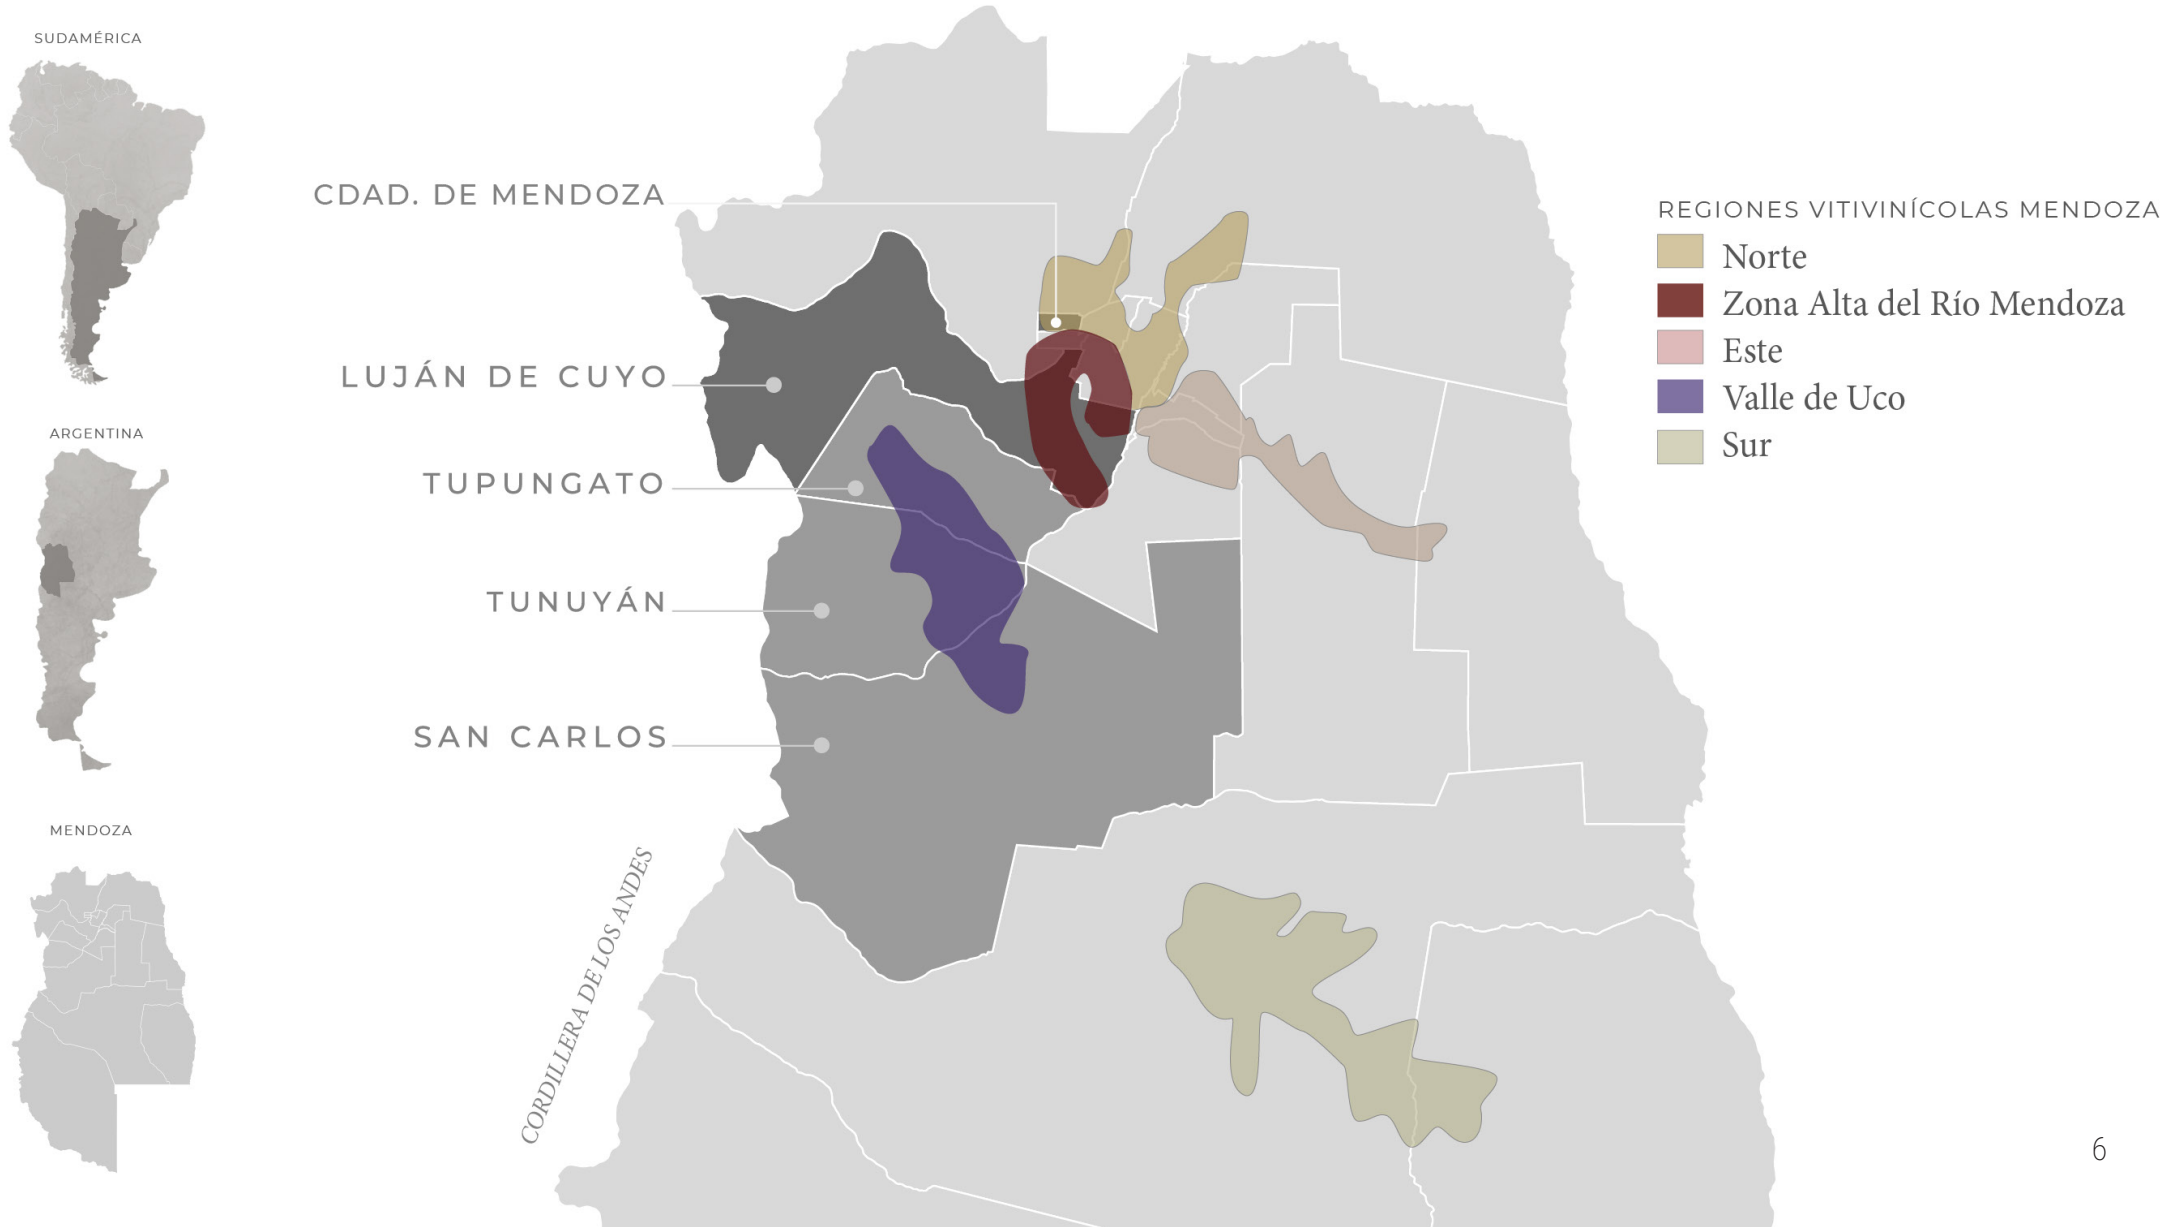 SUDAMÉRICA
ARGENTINA
MENDOZA
CDAD. DE MENDOZA
LUJÁN DE CUYO
TUPUNGATO
TUNUYÁN
SAN CARLOS
CORDILLERA DE LOS ANDES
REGIONES VITIVINÍCOLAS MENDOZA
Norte
Zona Alta del Río Mendoza
Este
Valle de Uco
Sur
6